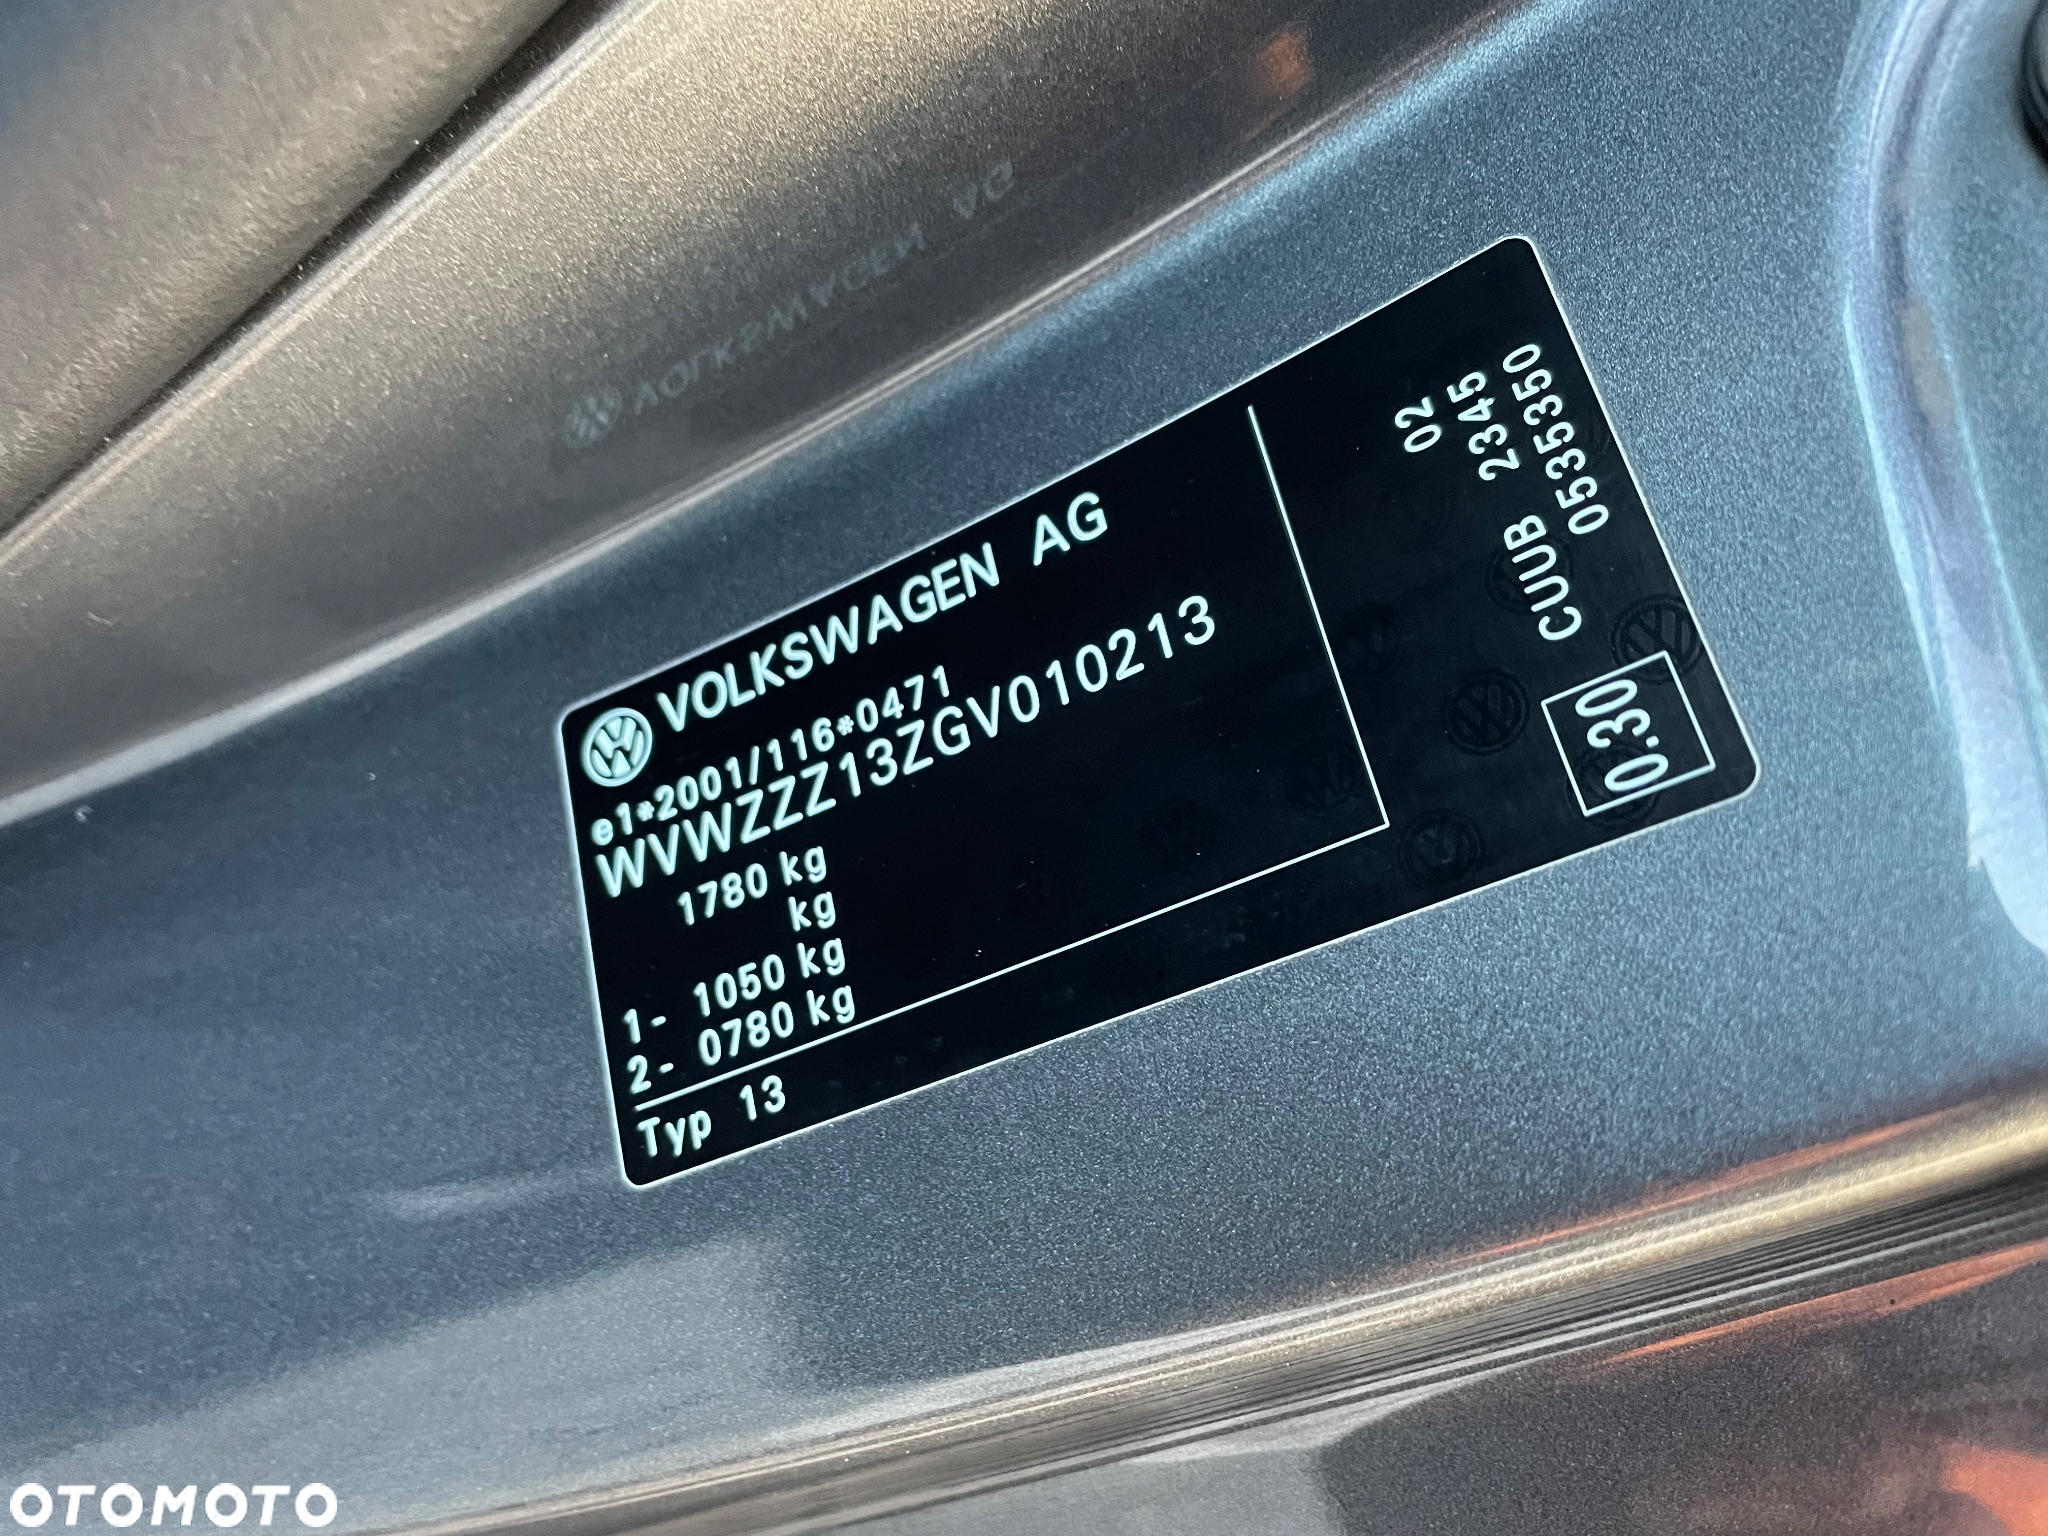 VOLKSWAGEN AG
e1*2001/116*0471
WVWZZZ13ZGV010213
1780 kg
kg
1- 1050 kg
2- 0780 kg
Typ 13
02
CUUB 2345
0535350
0.30
OTOMOTO